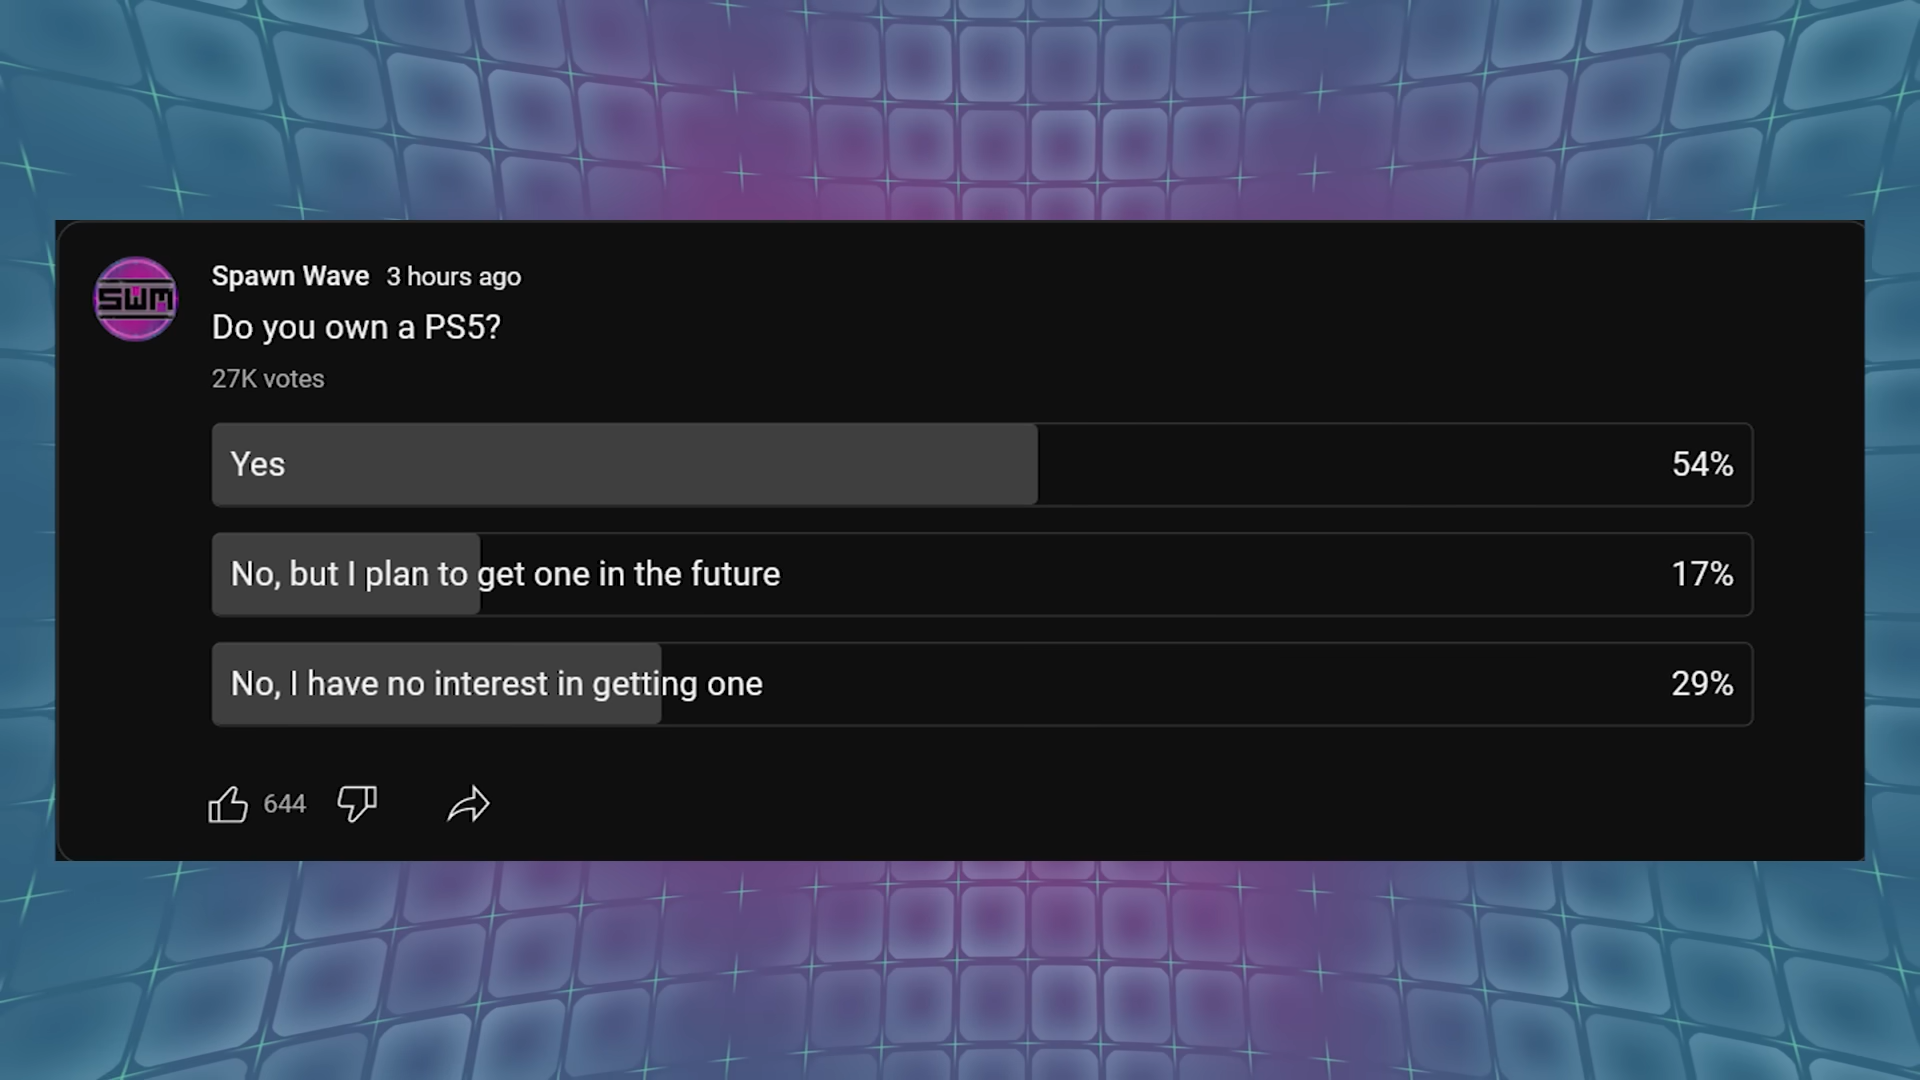 SWM
Spawn Wave 3 hours ago
Do you own a PS5?
27K votes
Yes 54%
No, but I plan to get one in the future 17%
No, I have no interest in getting one 29%
644